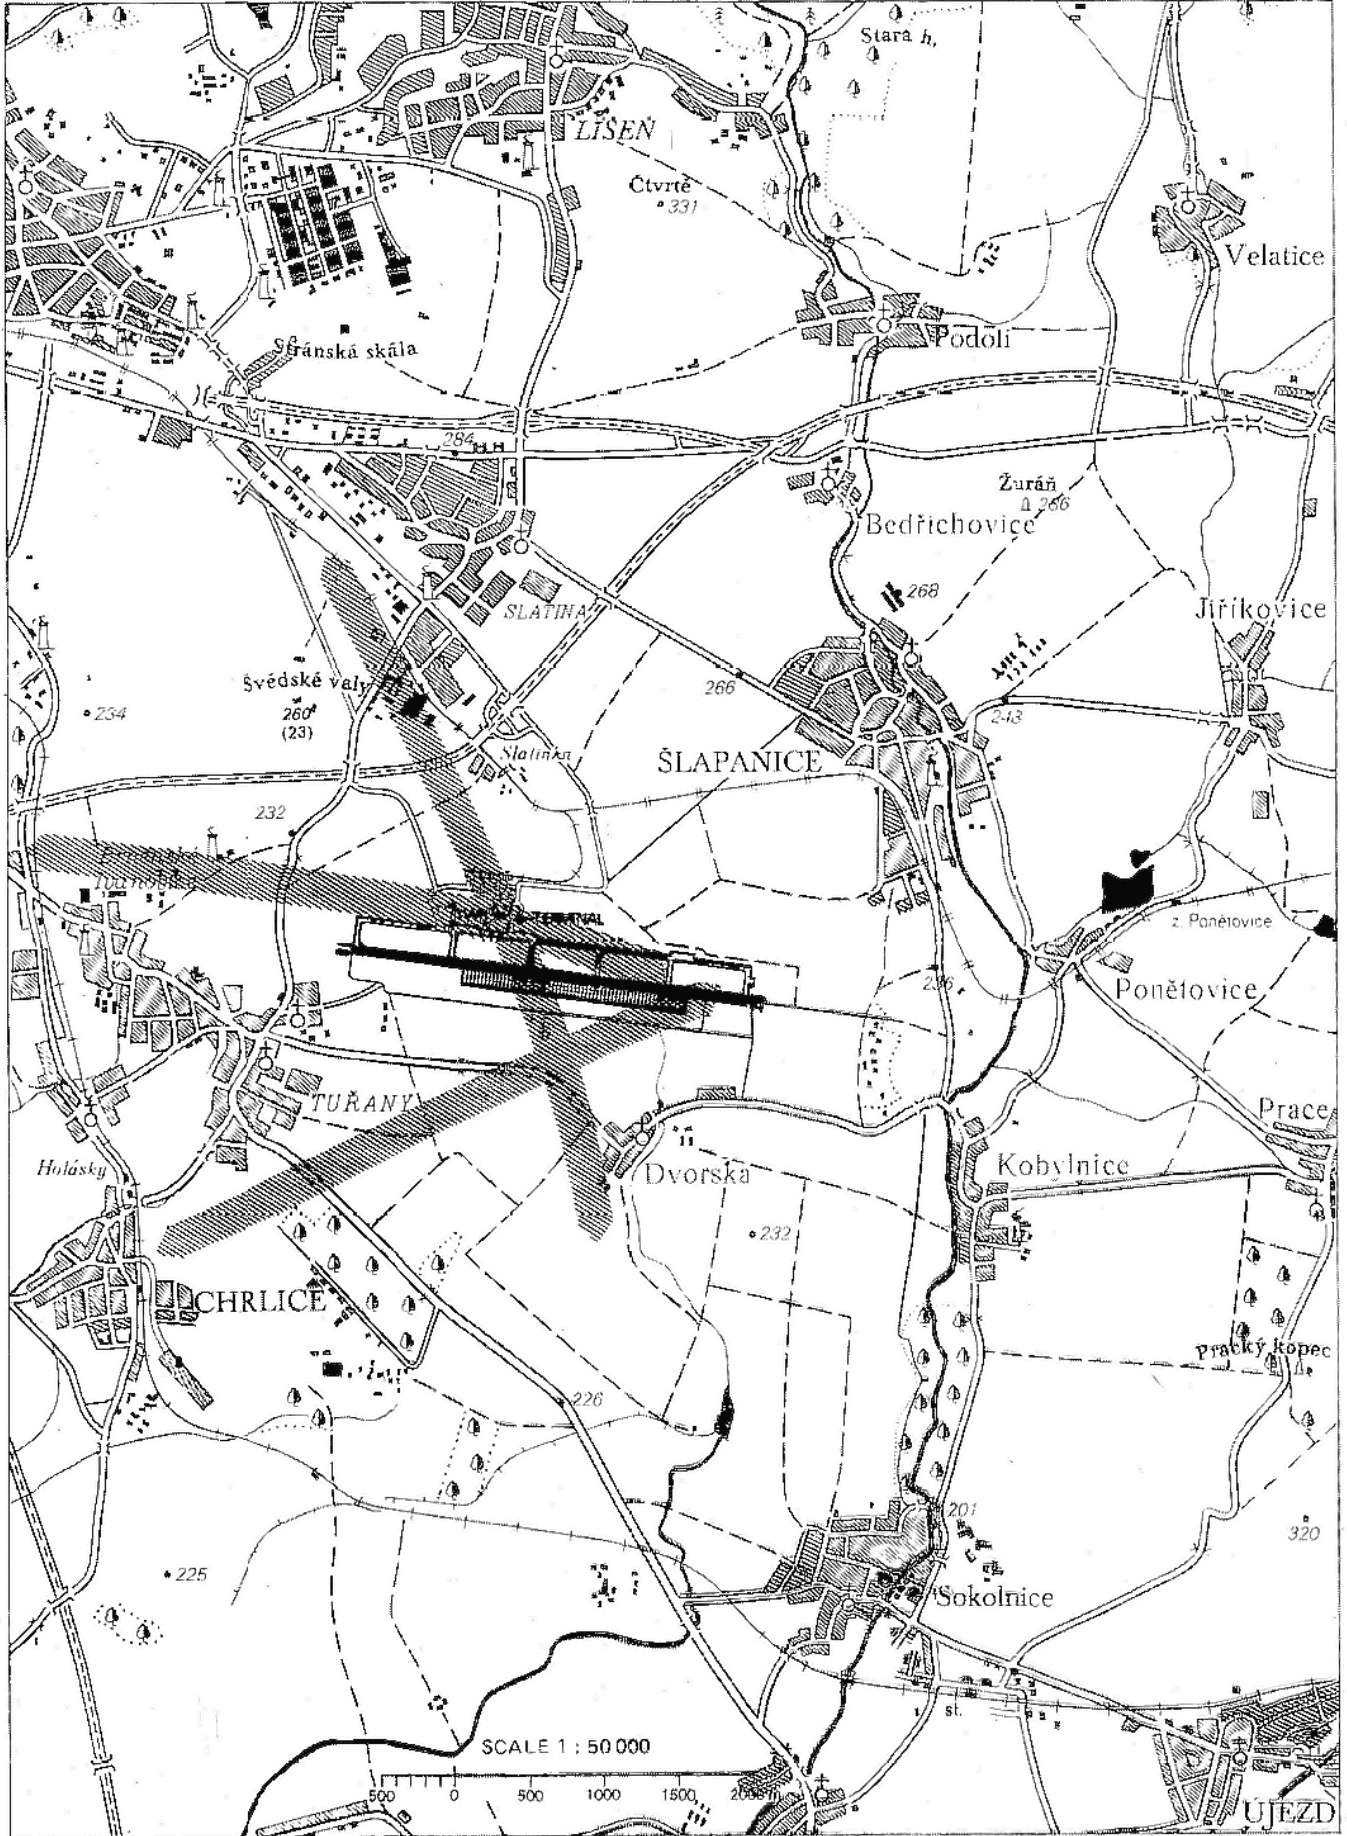 Stará h.
LÍŠEŇ
Čtvrtě
331
Velatice
Stránská skála
Podolí
284
Žuráň
286
Bedřichovice
268
SLATINA
Jiříkovice
Švédské valy
260
(23)
266
234
243
Slatinka
ŠLAPANICE
232
Ivanovice
z. Ponětovice
TERMINAL
236
Ponětovice
TUŘANY
Prace
Holásky
Dvorska
Kobylnice
232
CHRLICE
Pracký kopec
226
201
320
225
Sokolnice
st.
SCALE 1 : 50 000
500 0 500 1000 1500 2000 m
ÚJEZD